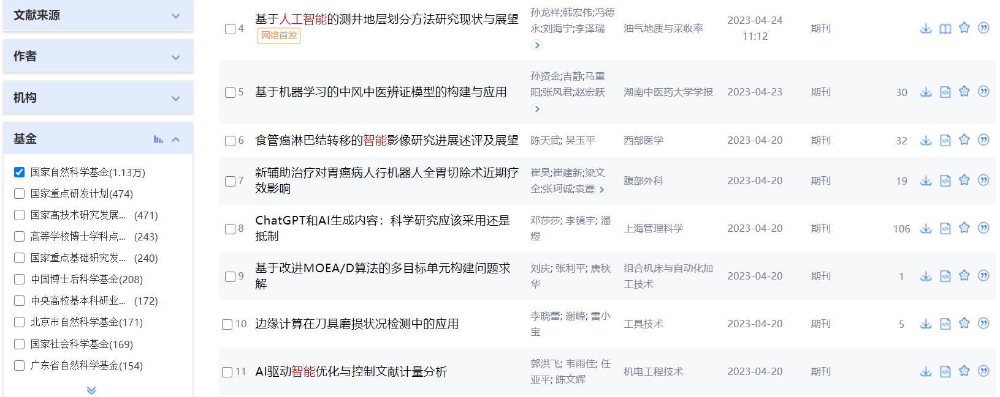 文献来源
作者
机构
基金
国家自然科学基金(1.13万)
国家重点研发计划(474)
国家高技术研究发展... (471)
高等学校博士学科点... (243)
国家重点基础研究发... (240)
中国博士后科学基金(208)
中央高校基本科研业... (172)
北京市自然科学基金(171)
国家社会科学基金(169)
广东省自然科学基金(154)
4 基于人工智能的测井地层划分方法研究现状与展望
网络首发
孙龙祥;韩宏伟;冯德
永;刘海宁;李泽瑞
油气地质与采收率
2023-04-24
11:12
期刊
5 基于机器学习的中风中医辨证模型的构建与应用
孙资金;吉静;马重
阳;张风君;赵宏跃
湖南中医药大学学报
2023-04-23
期刊
30
6 食管癌淋巴结转移的智能影像研究进展述评及展望
陈天武; 吴玉平
西部医学
2023-04-20
期刊
32
7 新辅助治疗对胃癌病人行机器人全胃切除术近期疗
效影响
崔昊;崔建新;梁文
全;张珂诚;袁震
腹部外科
2023-04-20
期刊
19
8 ChatGPT和AI生成内容：科学研究应该采用还是
抵制
邓莎莎; 李镇宇; 潘
煜
上海管理科学
2023-04-20
期刊
106
9 基于改进MOEA/D算法的多目标单元构建问题求
解
刘庆; 张利平; 唐秋
华
组合机床与自动化加
工技术
2023-04-20
期刊
1
10 边缘计算在刀具磨损状况检测中的应用
李晓蕾; 谢峰; 雷小
宝
工具技术
2023-04-20
期刊
5
11 AI驱动智能优化与控制文献计量分析
郭洪飞; 韦雨佳; 任
亚平; 陈文辉
机电工程技术
2023-04-20
期刊